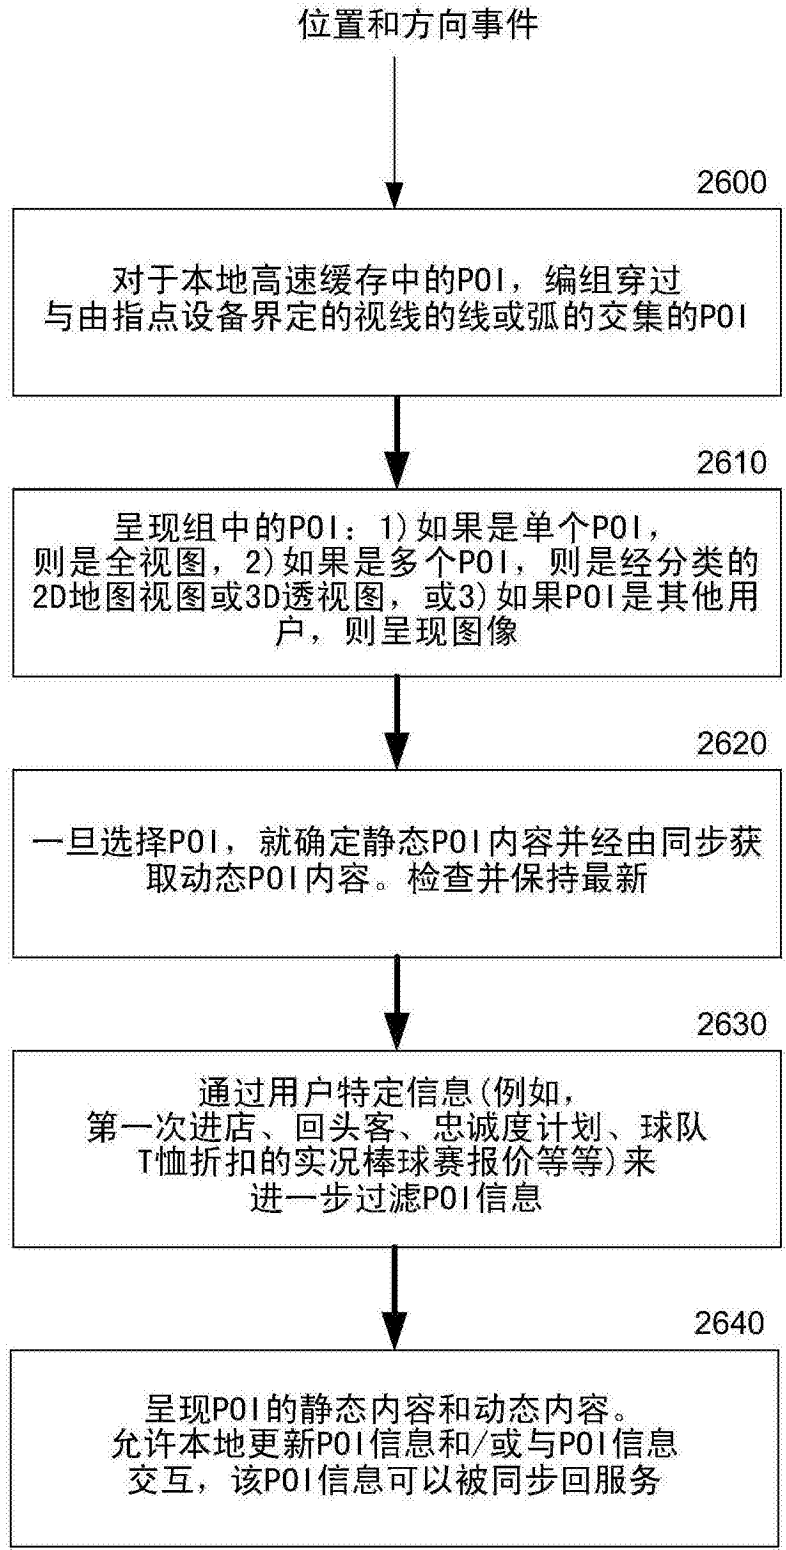 位置和方向事件
2600
对于本地高速缓存中的POI，编组穿过
与由指点设备界定的视线的线或弧的交集的POI
2610
呈现组中的POI：1)如果是单个POI，
则是全视图，2)如果是多个POI，则是经分类的
2D地图视图或3D透视图，或3)如果POI是其他用
户，则呈现图像
2620
一旦选择POI，就确定静态POI内容并经由同步获
取动态POI内容。检查并保持最新
2630
通过用户特定信息(例如，
第一次进店、回头客、忠诚度计划、球队
T恤折扣的实况棒球赛报价等等)来
进一步过滤POI信息
2640
呈现POI的静态内容和动态内容。
允许本地更新POI信息和/或与POI信息
交互，该POI信息可以被同步回服务